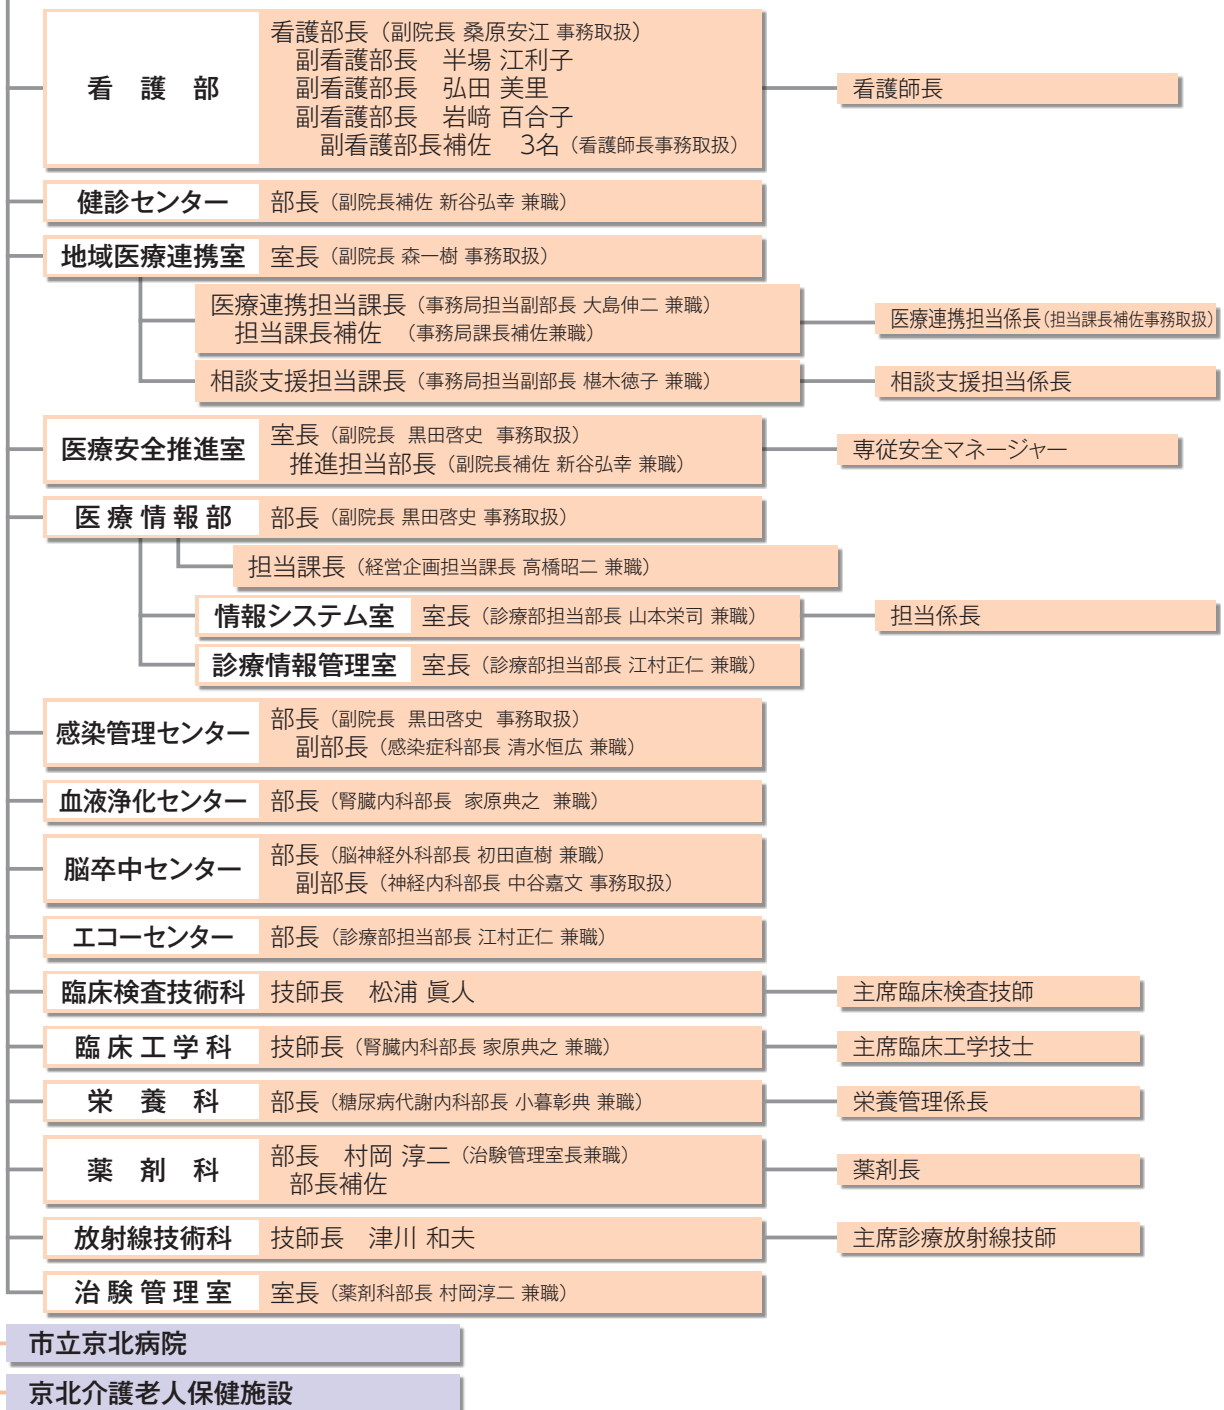 看護部
看護部長（副院長 桑原安江 事務取扱）
副看護部長　半場 江利子
副看護部長　弘田 美里
副看護部長　岩﨑 百合子
副看護部長補佐　3名（看護師長事務取扱）
看護師長
健診センター
部長（副院長補佐 新谷弘幸 兼職）
地域医療連携室
室長（副院長 森一樹 事務取扱）
医療連携担当課長（事務局担当副部長 大島伸二 兼職）
担当課長補佐　（事務局課長補佐兼職）
医療連携担当係長（担当課長補佐事務取扱）
相談支援担当課長（事務局担当副部長 椹木徳子 兼職）
相談支援担当係長
医療安全推進室
室長（副院長 黒田啓史 事務取扱）
推進担当部長（副院長補佐 新谷弘幸 兼職）
専従安全マネージャー
医療情報部
部長（副院長 黒田啓史 事務取扱）
担当課長（経営企画担当課長 高橋昭二 兼職）
情報システム室
室長（診療部担当部長 山本栄司 兼職）
担当係長
診療情報管理室
室長（診療部担当部長 江村正仁 兼職）
感染管理センター
部長（副院長 黒田啓史 事務取扱）
副部長（感染症科部長 清水恒広 兼職）
血液浄化センター
部長（腎臓内科部長 家原典之 兼職）
脳卒中センター
部長（脳神経外科部長 初田直樹 兼職）
副部長（神経内科部長 中谷嘉文 事務取扱）
エコーセンター
部長（診療部担当部長 江村正仁 兼職）
臨床検査技術科
技師長　松浦 眞人
主席臨床検査技師
臨床工学科
技師長（腎臓内科部長 家原典之 兼職）
主席臨床工学技士
栄養科
部長（糖尿病代謝内科部長 小暮彰典 兼職）
栄養管理係長
薬剤科
部長　村岡 淳二（治験管理室長兼職）
部長補佐
薬剤長
放射線技術科
技師長　津川 和夫
主席診療放射線技師
治験管理室
室長（薬剤科部長 村岡淳二 兼職）
市立京北病院
京北介護老人保健施設